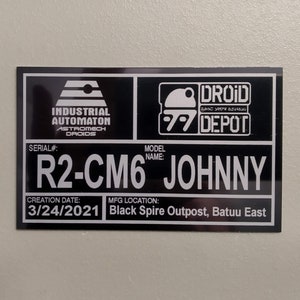 INDUSTRIAL
AUTOMATON
ASTROMECH
DROIDS
DROID
99
DEPOT
SERIAL#:
MODEL
NAME:
R2-CM6 JOHNNY
CREATION DATE:
3/24/2021
MFG LOCATION:
Black Spire Outpost, Batuu East